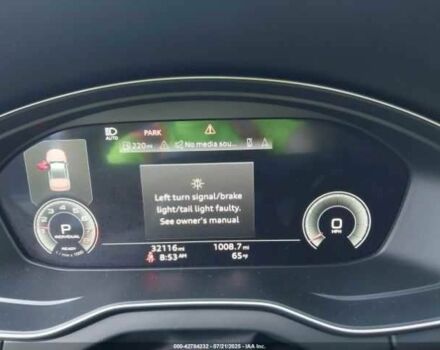 AUTO PARK
220mi No media sou...
Left turn signal/brake
light/tail light faulty.
See owner's manual
P
READY
0
MPH
32116mi 1008.7mi
8:53AM 65°F
000-42784232 - 07/21/2025 - IAA Inc.